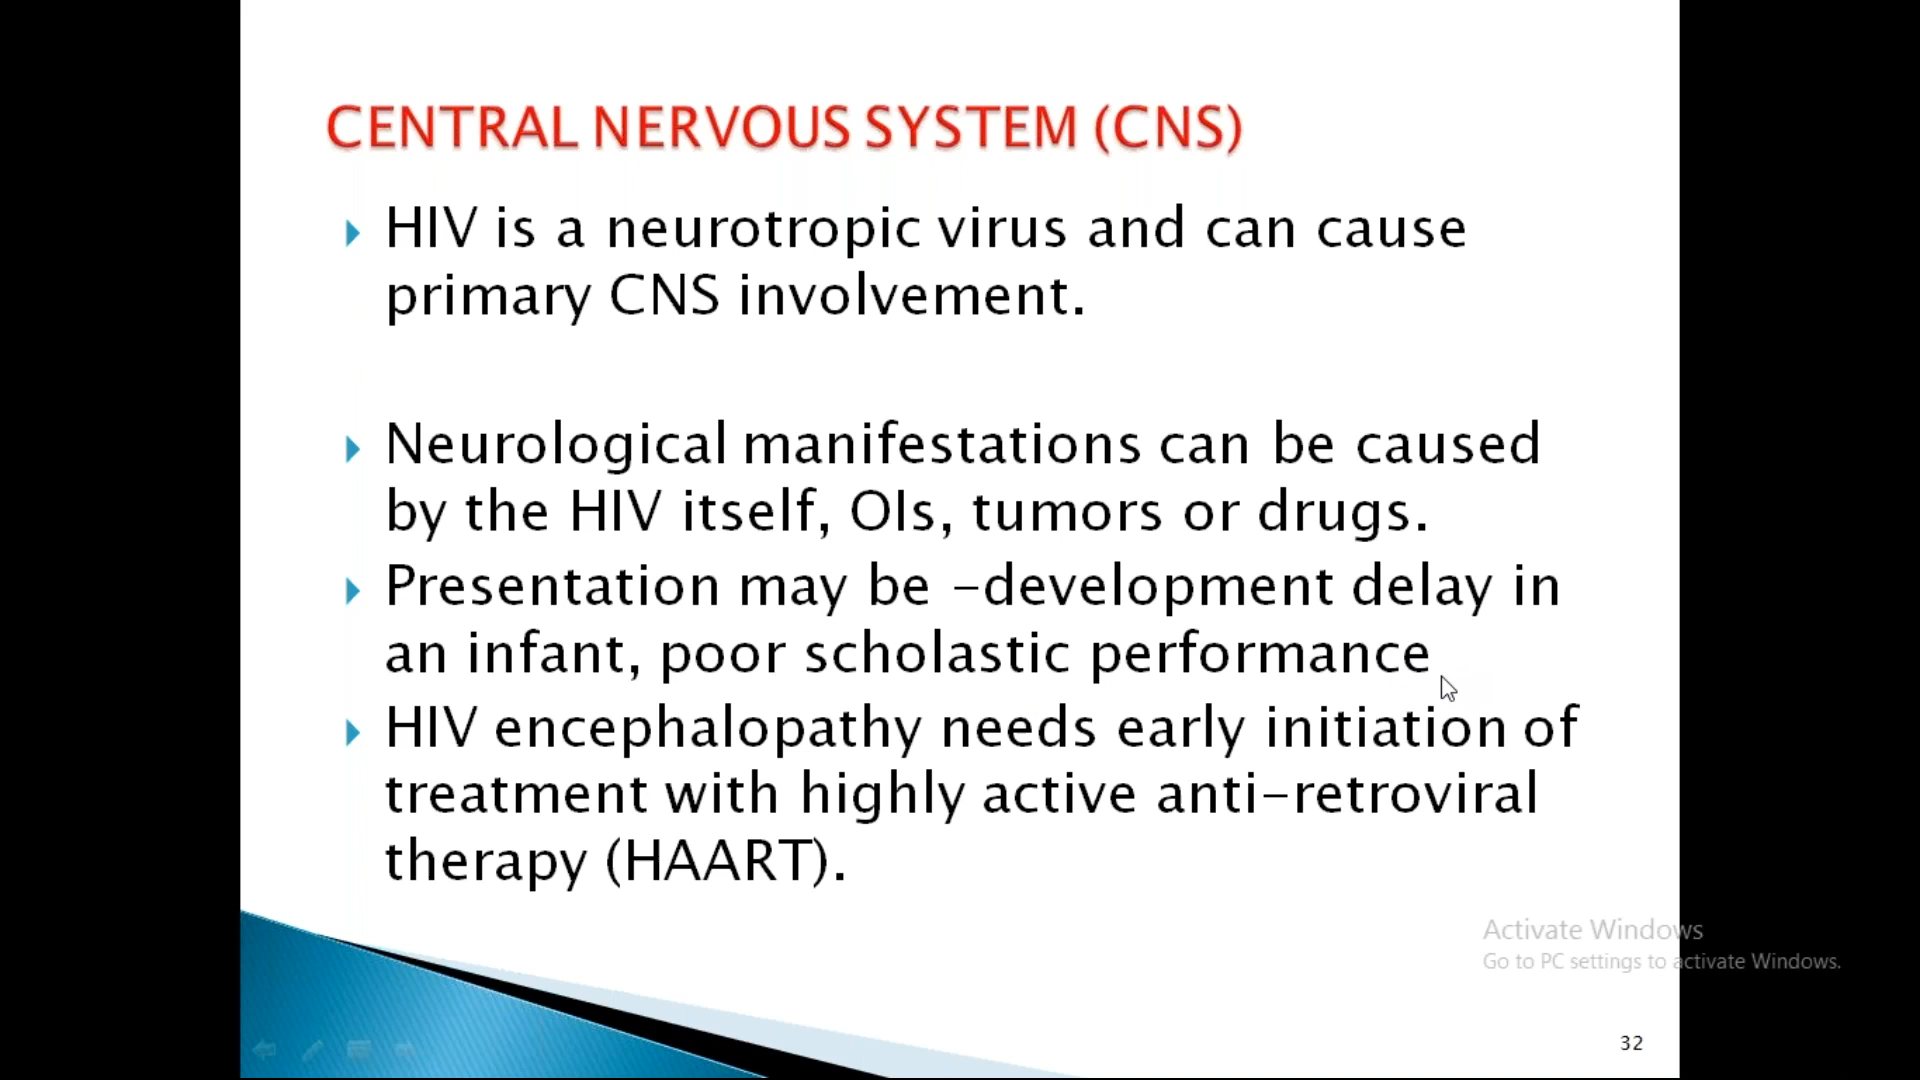 CENTRAL NERVOUS SYSTEM (CNS)
HIV is a neurotropic virus and can cause
primary CNS involvement.
Neurological manifestations can be caused
by the HIV itself, OIs, tumors or drugs.
Presentation may be -development delay in
an infant, poor scholastic performance
HIV encephalopathy needs early initiation of
treatment with highly active anti-retroviral
therapy (HAART).
Activate Windows
Go to PC settings to activate Windows.
32